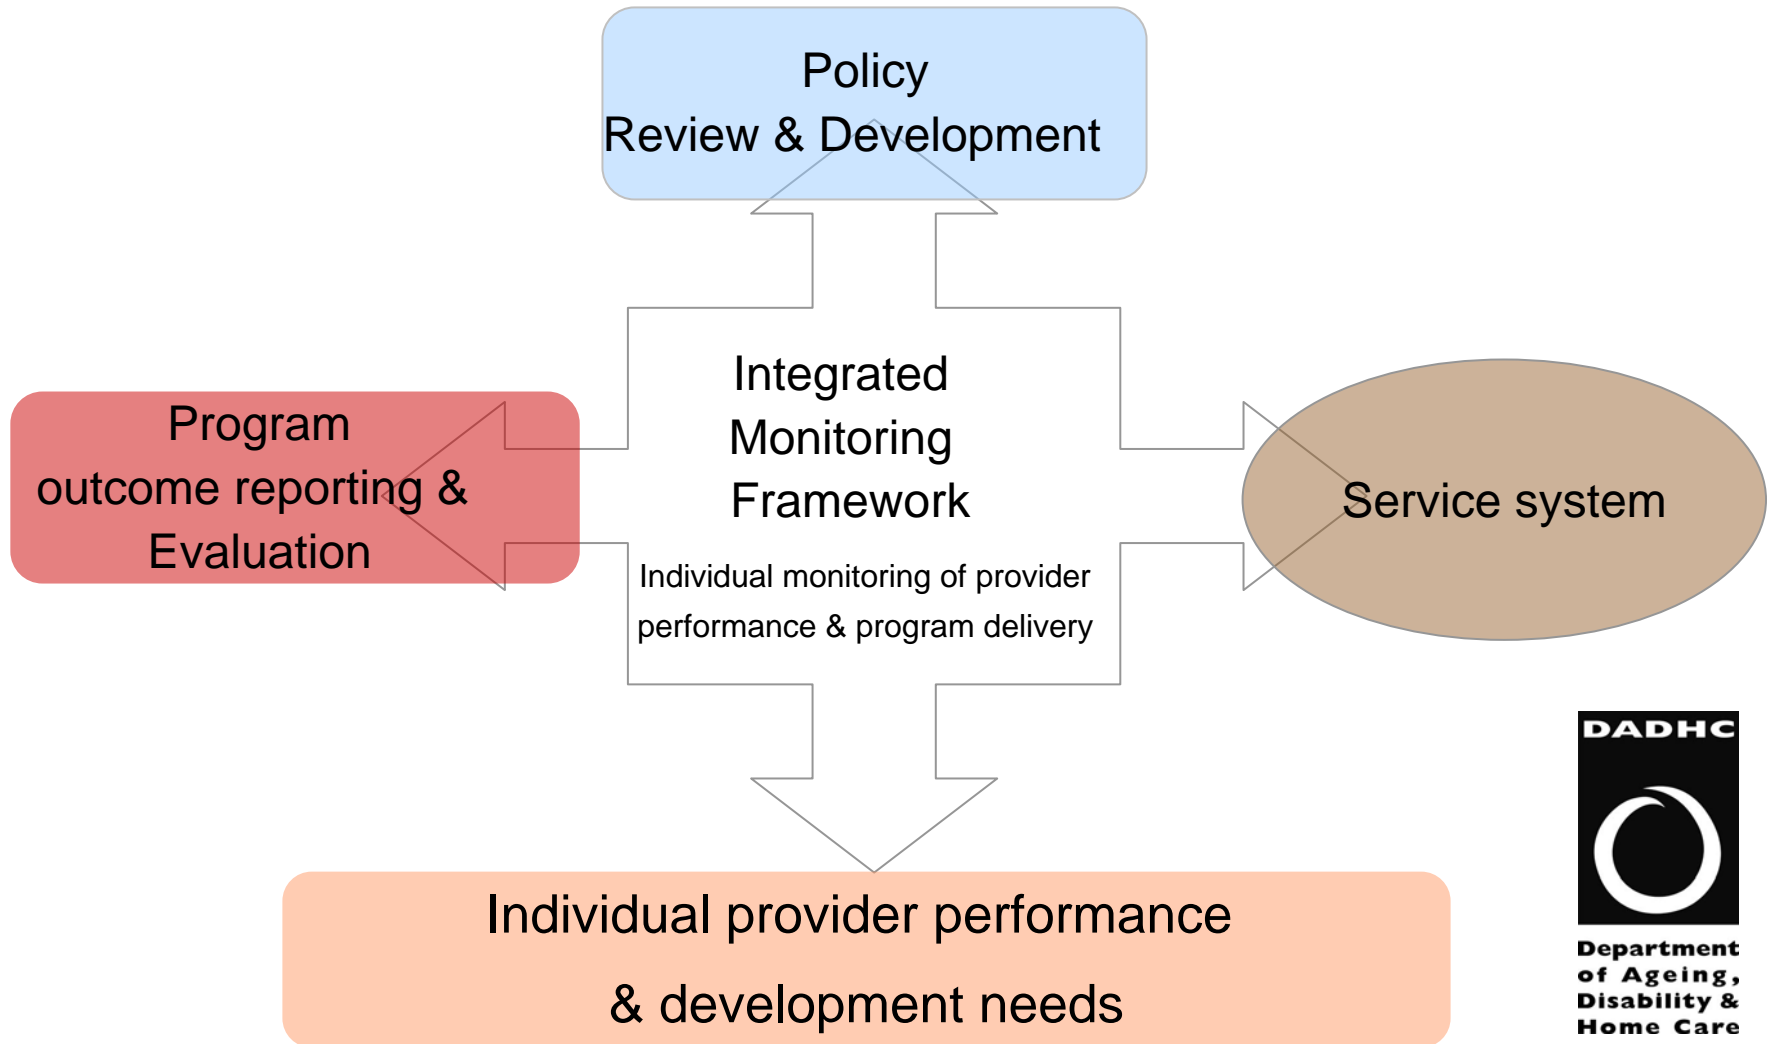 Policy
Review & Development
Integrated
Monitoring
Framework
Individual monitoring of provider
performance & program delivery
Program
outcome reporting &
Evaluation
Service system
Individual provider performance
& development needs
DADHC
Department
of Ageing,
Disability &
Home Care